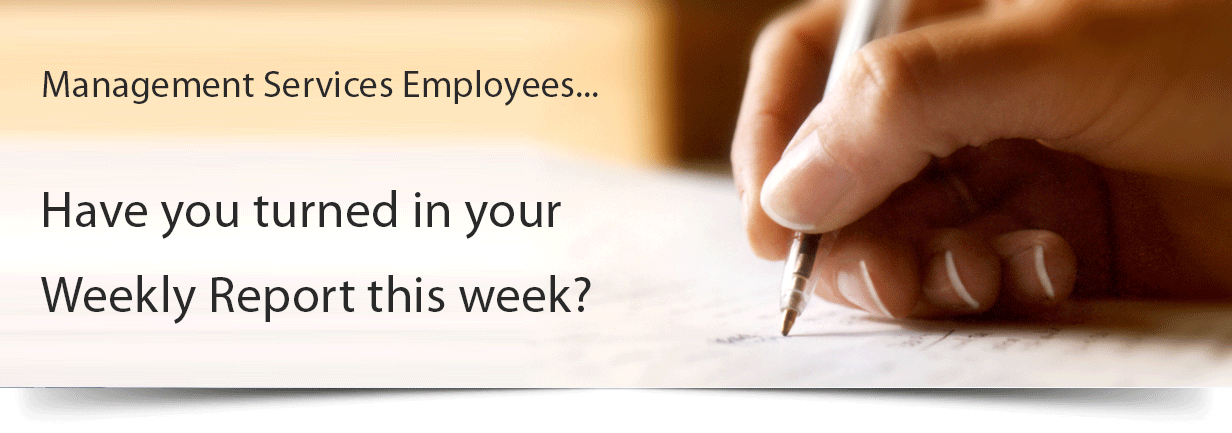 Management Services Employees...
Have you turned in your
Weekly Report this week?